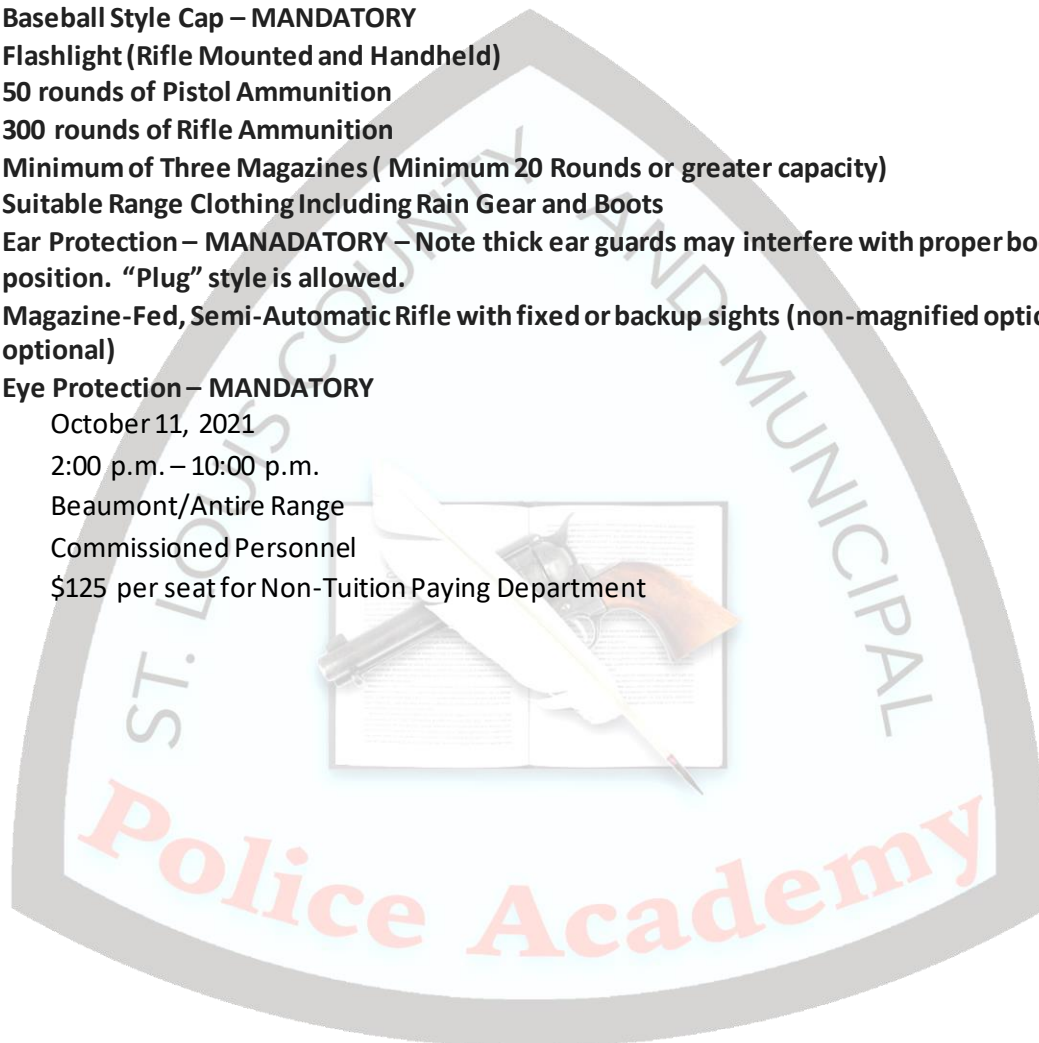 Baseball Style Cap – MANDATORY
Flashlight (Rifle Mounted and Handheld)
50 rounds of Pistol Ammunition
300 rounds of Rifle Ammunition
Minimum of Three Magazines ( Minimum 20 Rounds or greater capacity)
Suitable Range Clothing Including Rain Gear and Boots
Ear Protection – MANADATORY – Note thick ear guards may interfere with proper bo
position. “Plug” style is allowed.
Magazine-Fed, Semi-Automatic Rifle with fixed or backup sights (non-magnified optic
optional)
Eye Protection – MANDATORY
October 11, 2021
2:00 p.m. – 10:00 p.m.
Beaumont/Antire Range
Commissioned Personnel
$125 per seat for Non-Tuition Paying Department
ST. LOUIS COUNTY AND MUNICIPAL
Police Academy